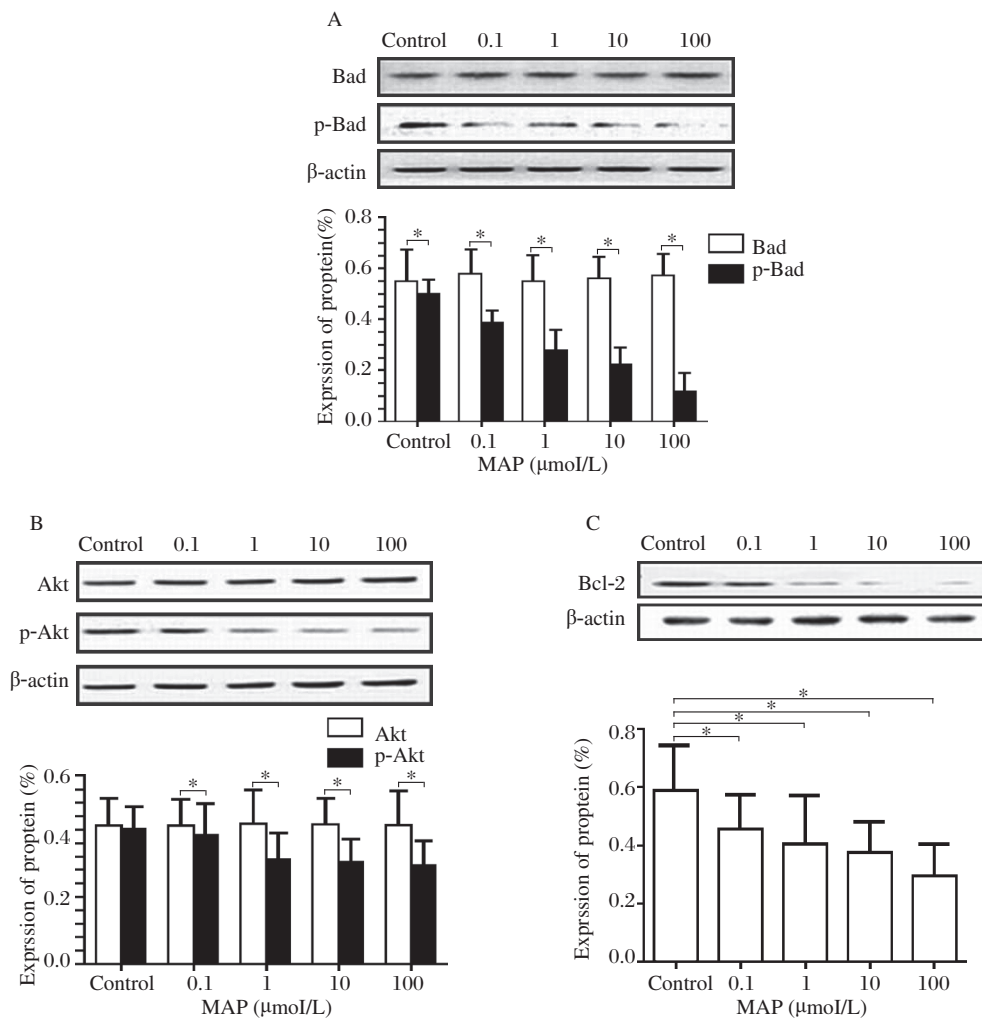 A
Control 0.1 1 10 100
Bad
p-Bad
β-actin
Exprssion of proptein(%)
0.8
0.6
0.4
0.2
0.0
* * * * *
Bad
p-Bad
Control 0.1 1 10 100
MAP (μmoI/L)
B
Control 0.1 1 10 100
Akt
p-Akt
β-actin
Akt
p-Akt
Exprssion of proptein (%)
0.6
0.4
0.2
0.0
* * * *
Control 0.1 1 10 100
MAP (μmoI/L)
C
Control 0.1 1 10 100
Bcl-2
β-actin
*
*
*
*
Exprssion of proptein (%)
0.8
0.6
0.4
0.2
0.0
Control 0.1 1 10 100
MAP (μmoI/L)